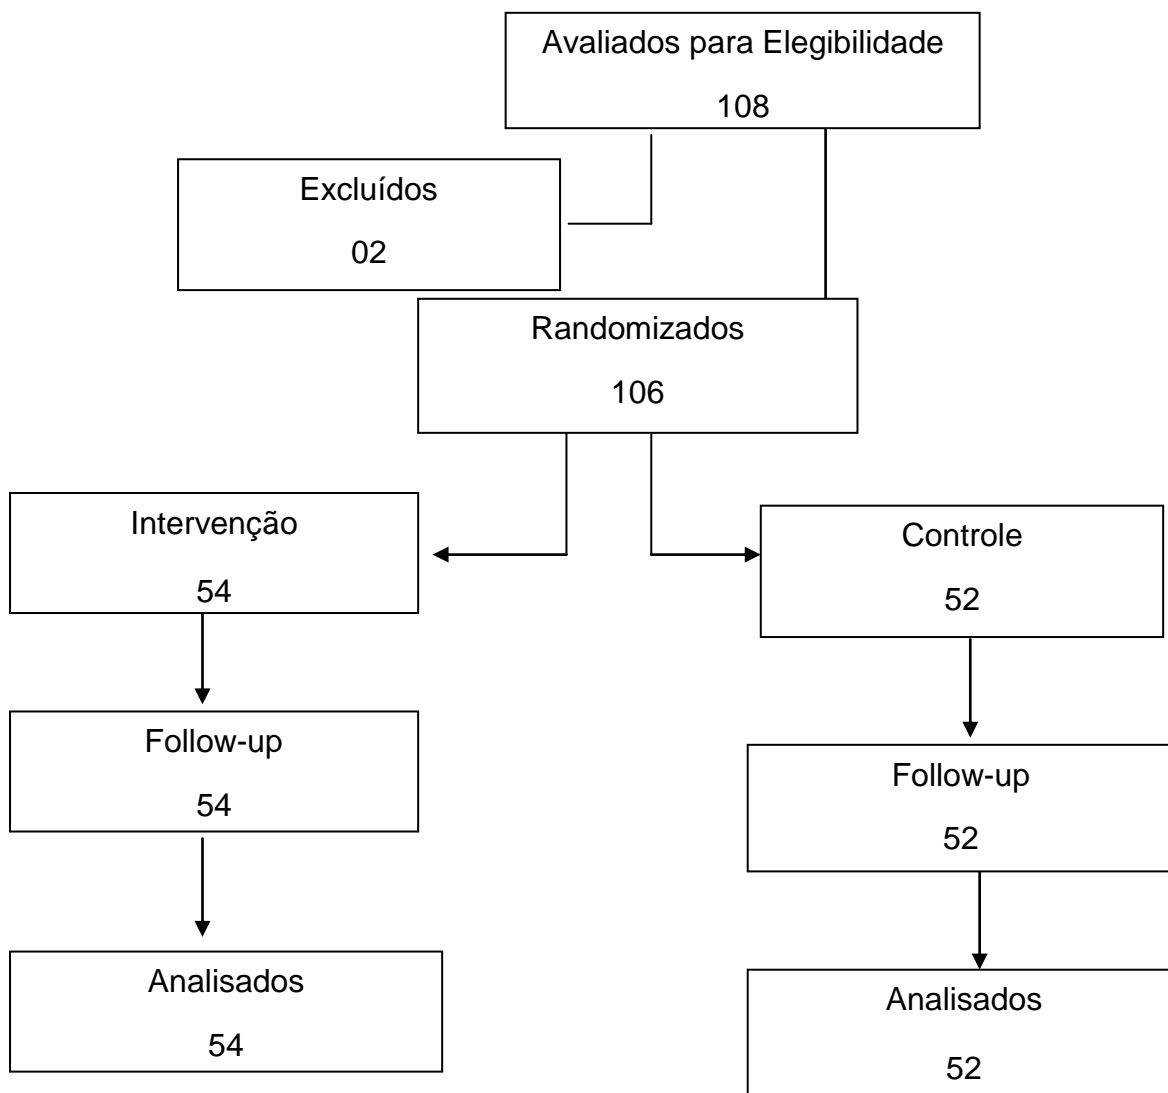 Avaliados para Elegibilidade
108
Excluídos
02
Randomizados
106
Intervenção
54
Controle
52
Follow-up
54
Follow-up
52
Analisados
54
Analisados
52